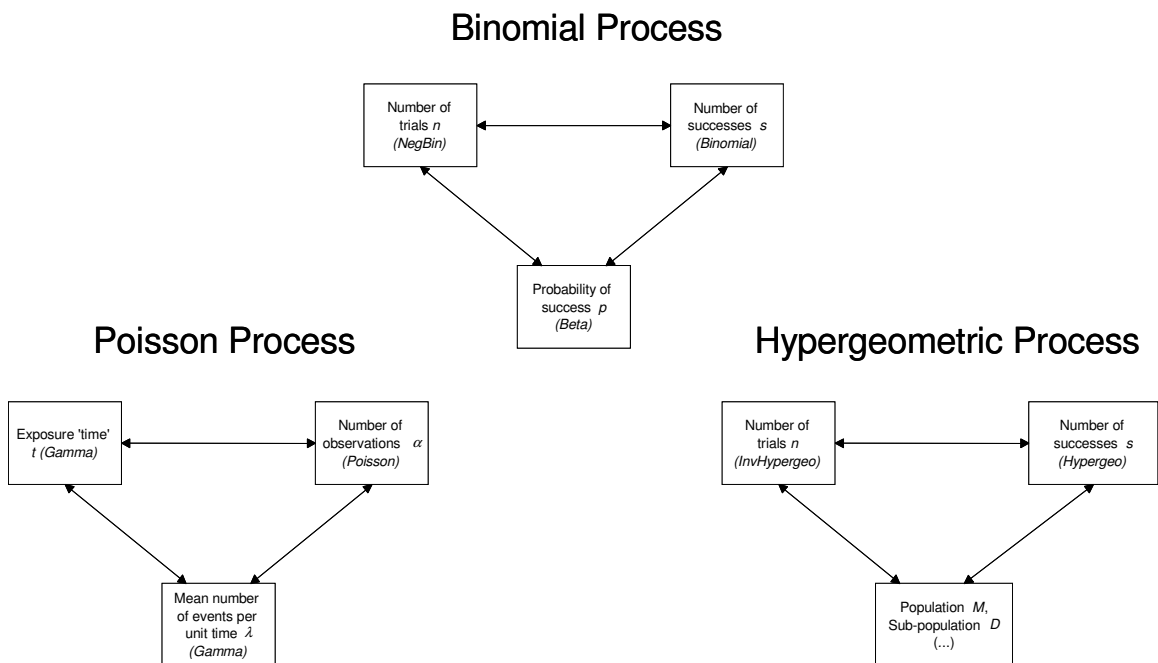 Binomial Process
Number of
trials n
(NegBin)
Number of
successes s
(Binomial)
Probability of
success p
(Beta)
Poisson Process
Exposure 'time'
t (Gamma)
Number of
observations α
(Poisson)
Mean number
of events per
unit time λ
(Gamma)
Hypergeometric Process
Number of
trials n
(InvHypergeo)
Number of
successes s
(Hypergeo)
Population M,
Sub-population D
(...)